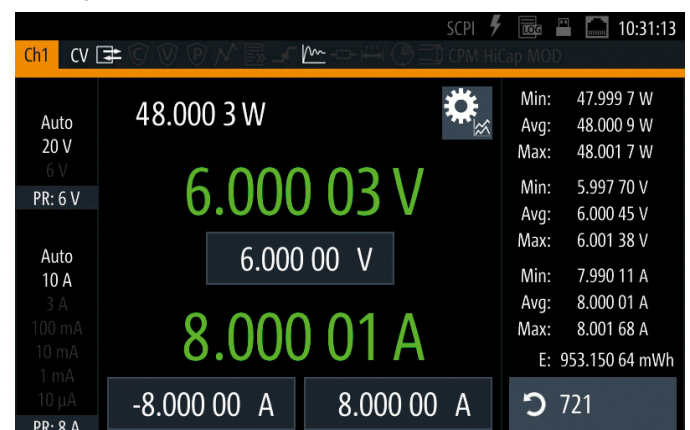 SCPI LOG 10:31:13
Ch1 CV C V P CPM HiCap MOD
Auto
20 V
6 V
PR: 6 V
Auto
10 A
3 A
100 mA
10 mA
1 mA
10 µA
PR: 8 A
48.000 3 W
6.000 03 V
6.000 00 V
8.000 01 A
-8.000 00 A 8.000 00 A
Min: 47.999 7 W
Avg: 48.000 9 W
Max: 48.001 7 W
Min: 5.997 70 V
Avg: 6.000 45 V
Max: 6.001 38 V
Min: 7.990 11 A
Avg: 8.000 01 A
Max: 8.001 68 A
E: 953.150 64 mWh
721